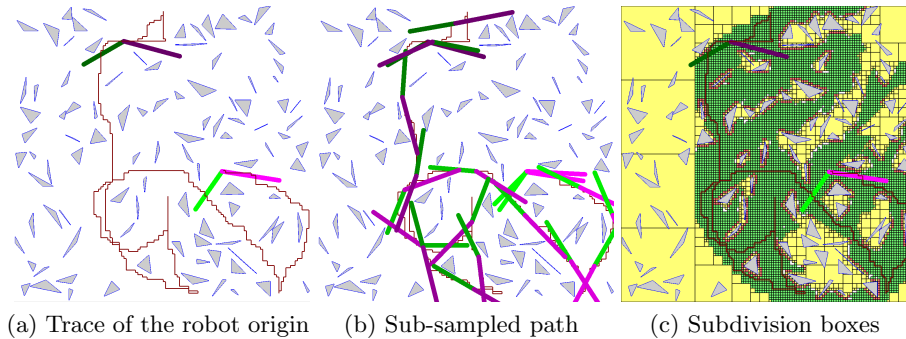 (a) Trace of the robot origin (b) Sub-sampled path (c) Subdivision boxes